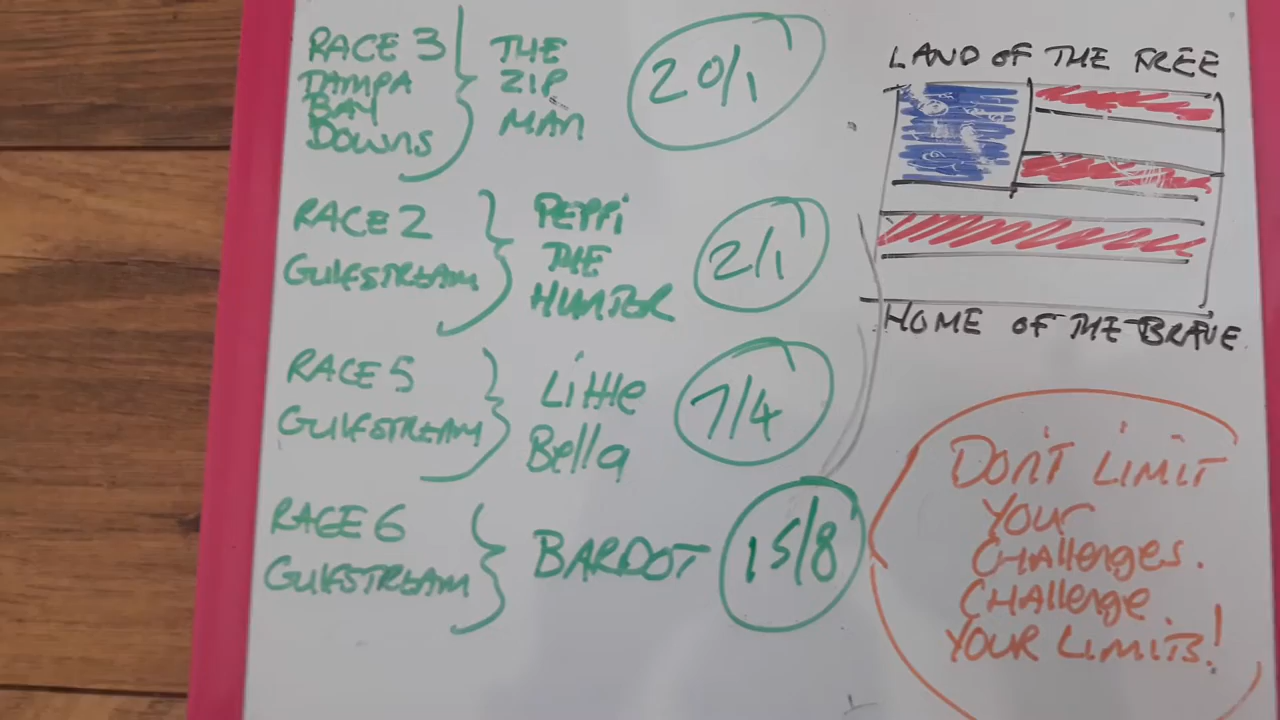 RACE 3
TAMPA
BAY
DOWNS
THE
ZIP
MAN
20/1
RACE 2
GULFSTREAM
PEPPi
THE
HUNTER
2/1
RACE 5
GULFSTREAM
Little
Bella
7/4
RACE 6
GULFSTREAM
BARDOT
15/8
LAND OF THE FREE
HOME OF THE BRAVE
DON'T LIMIT
YOUR
CHAllenges.
CHAllenge
YOUR LIMITS!